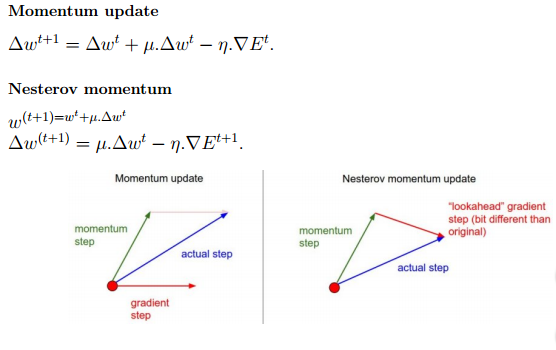 Momentum update
Δw^{t+1} = Δw^t + μ.Δw^t − η.∇E^t.
Nesterov momentum
w^{(t+1)=w^t+μ.Δw^t}
Δw^{(t+1)} = μ.Δw^t − η.∇E^{t+1}.
Momentum update
momentum
step
actual step
gradient
step
Nesterov momentum update
"lookahead" gradient
step (bit different than
original)
momentum
step
actual step